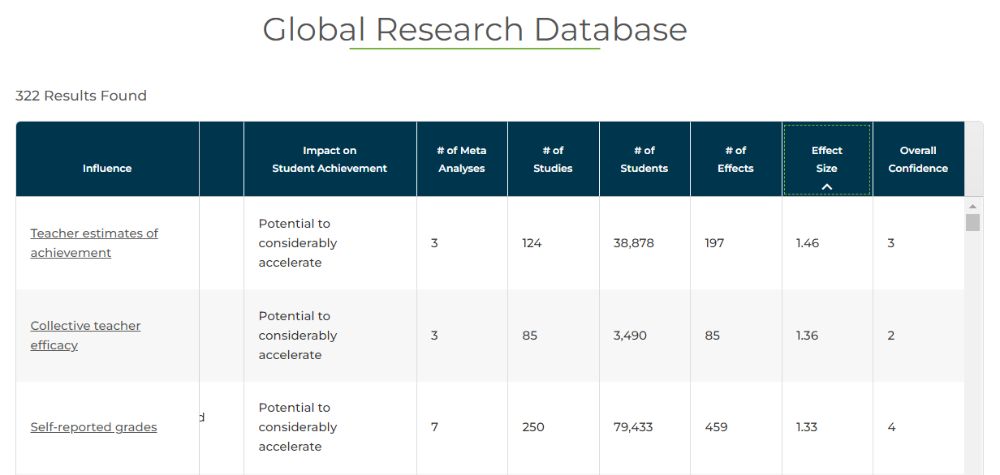 Global Research Database
322 Results Found
Influence
Impact on
Student Achievement
# of Meta
Analyses
# of
Studies
# of
Students
# of
Effects
Effect
Size
Overall
Confidence
Teacher estimates of
achievement
Potential to
considerably
accelerate
3
124
38,878
197
1.46
3
Collective teacher
efficacy
Potential to
considerably
accelerate
3
85
3,490
85
1.36
2
Self-reported grades
d
Potential to
considerably
accelerate
7
250
79,433
459
1.33
4